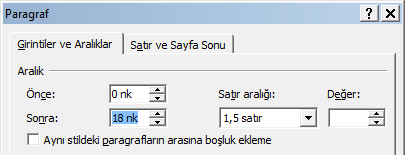 Paragraf
Girintiler ve Aralıklar Satır ve Sayfa Sonu
Aralık
Önce: 0 nk Satır aralığı: Değer:
Sonra: 18 nk 1,5 satır
Aynı stildeki paragrafların arasına boşluk ekleme